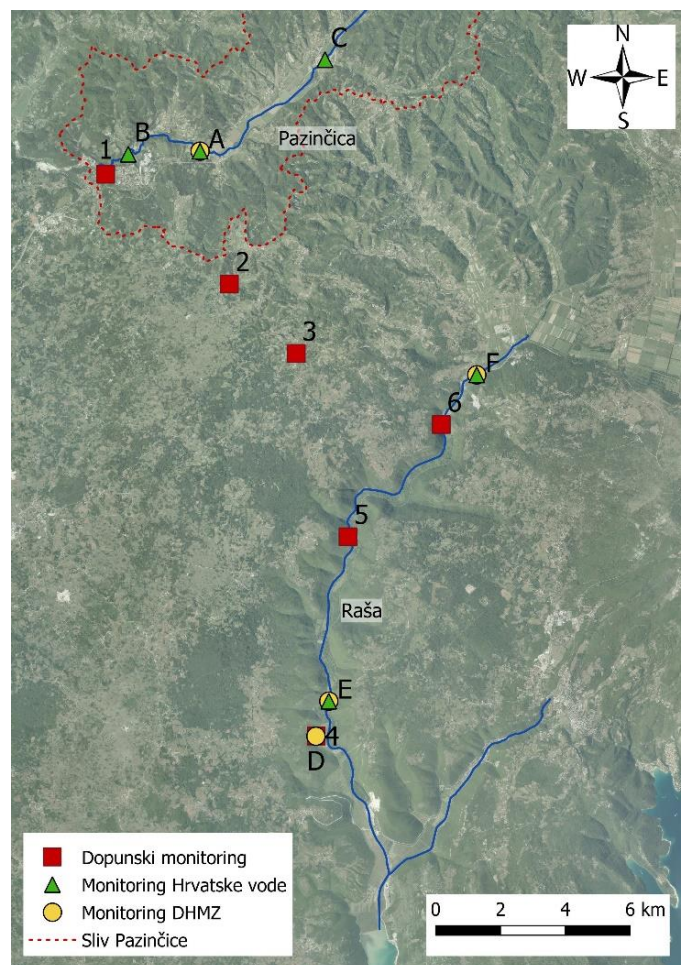 N
W E
S
C
B
A
1
Pazinčica
2
3
F
6
5
Raša
E
4
D
Dopunski monitoring
Monitoring Hrvatske vode
Monitoring DHMZ
Sliv Pazinčice
0 2 4 6 km